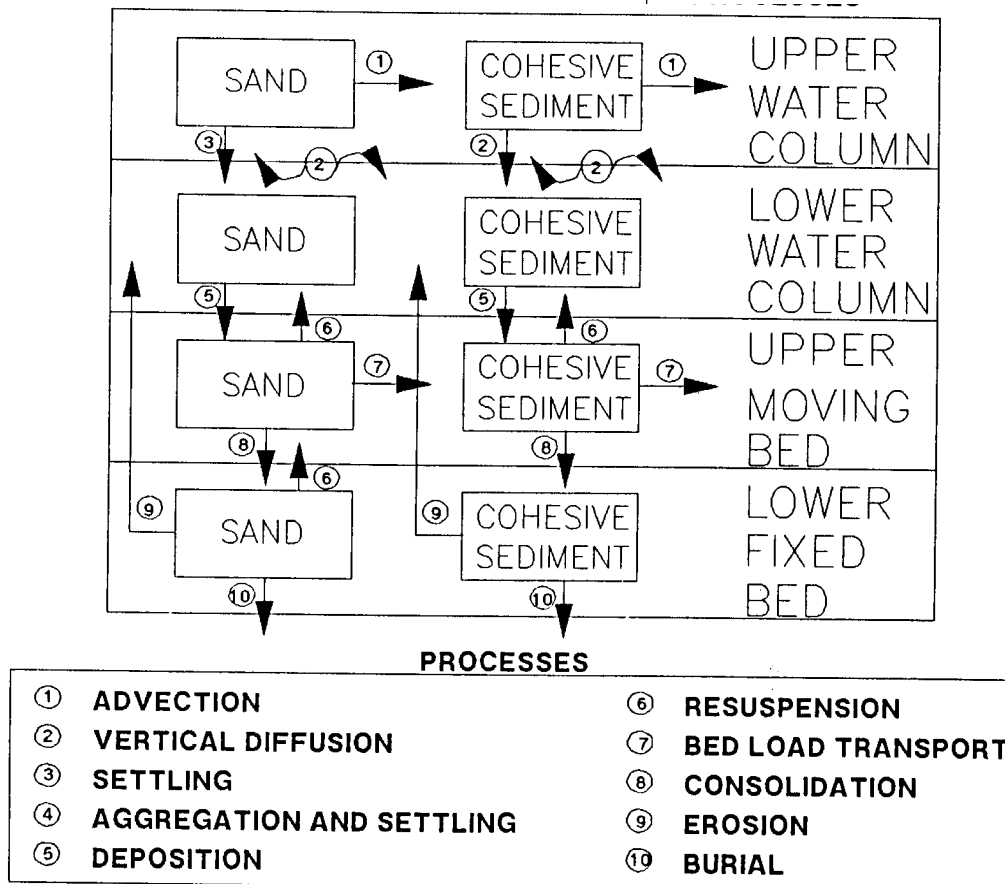 ① ①
SAND COHESIVE SEDIMENT UPPER WATER COLUMN
③ ② ② ②
SAND COHESIVE SEDIMENT LOWER WATER COLUMN
⑤ ⑥ ⑤ ⑥
SAND ⑦ COHESIVE SEDIMENT ⑦ UPPER MOVING BED
⑧ ⑥ ⑧
⑨ SAND ⑨ COHESIVE SEDIMENT LOWER FIXED BED
⑩ ⑩
PROCESSES
① ADVECTION
② VERTICAL DIFFUSION
③ SETTLING
④ AGGREGATION AND SETTLING
⑤ DEPOSITION
⑥ RESUSPENSION
⑦ BED LOAD TRANSPORT
⑧ CONSOLIDATION
⑨ EROSION
⑩ BURIAL